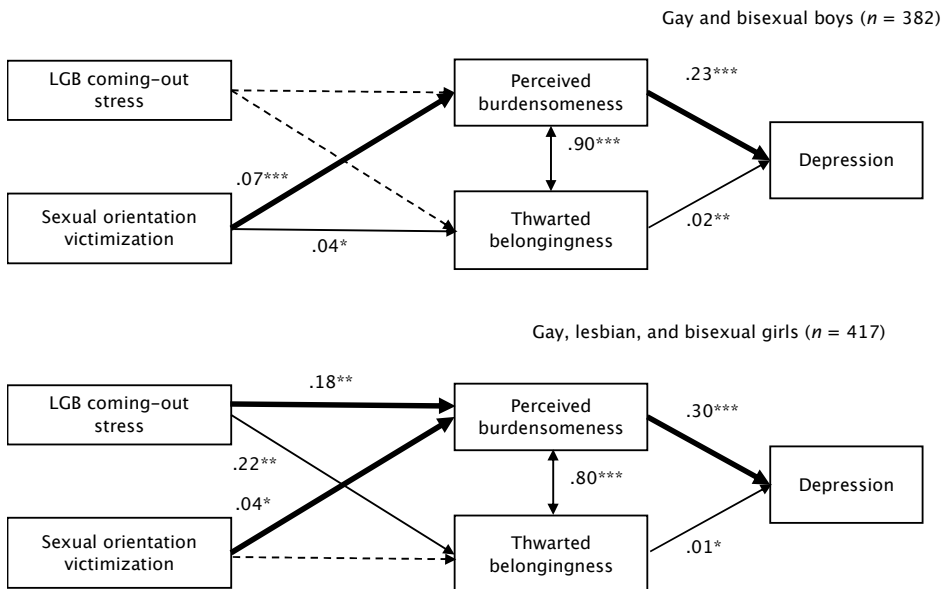 Gay and bisexual boys (n = 382)
LGB coming–out
stress
Perceived
burdensomeness
.23***
Depression
.90***
.07***
Sexual orientation
victimization
.04*
Thwarted
belongingness
.02**
Gay, lesbian, and bisexual girls (n = 417)
LGB coming–out
stress
.18**
Perceived
burdensomeness
.30***
.22**
.04*
.80***
Depression
Sexual orientation
victimization
Thwarted
belongingness
.01*